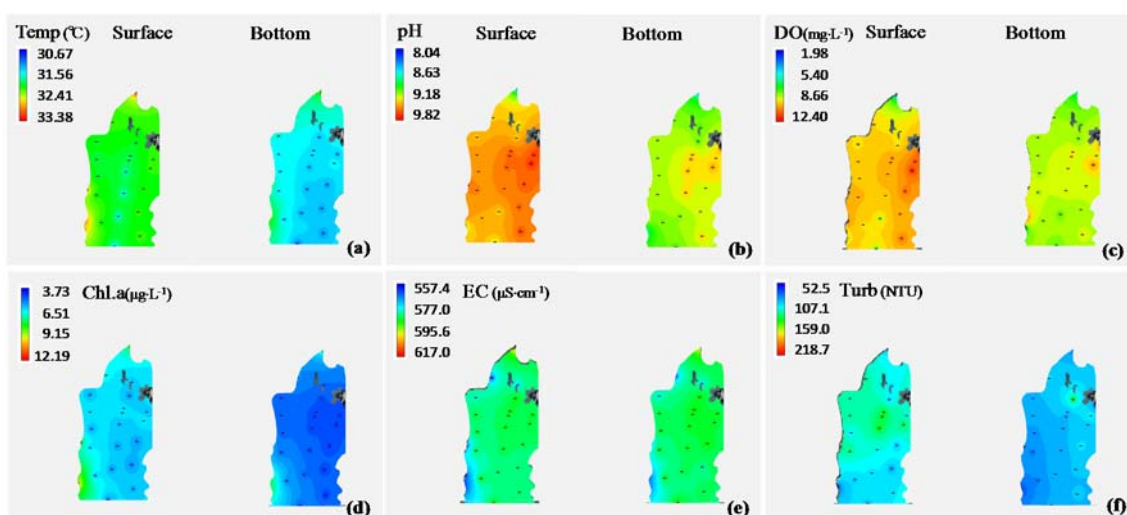 Temp (℃) Surface Bottom
30.67
31.56
32.41
33.38
(a)
pH Surface Bottom
8.04
8.63
9.18
9.82
(b)
DO(mg·L⁻¹) Surface Bottom
1.98
5.40
8.66
12.40
(c)
Chl.a(µg·L⁻¹)
3.73
6.51
9.15
12.19
(d)
EC (µS·cm⁻¹)
557.4
577.0
595.6
617.0
(e)
Turb (NTU)
52.5
107.1
159.0
218.7
(f)